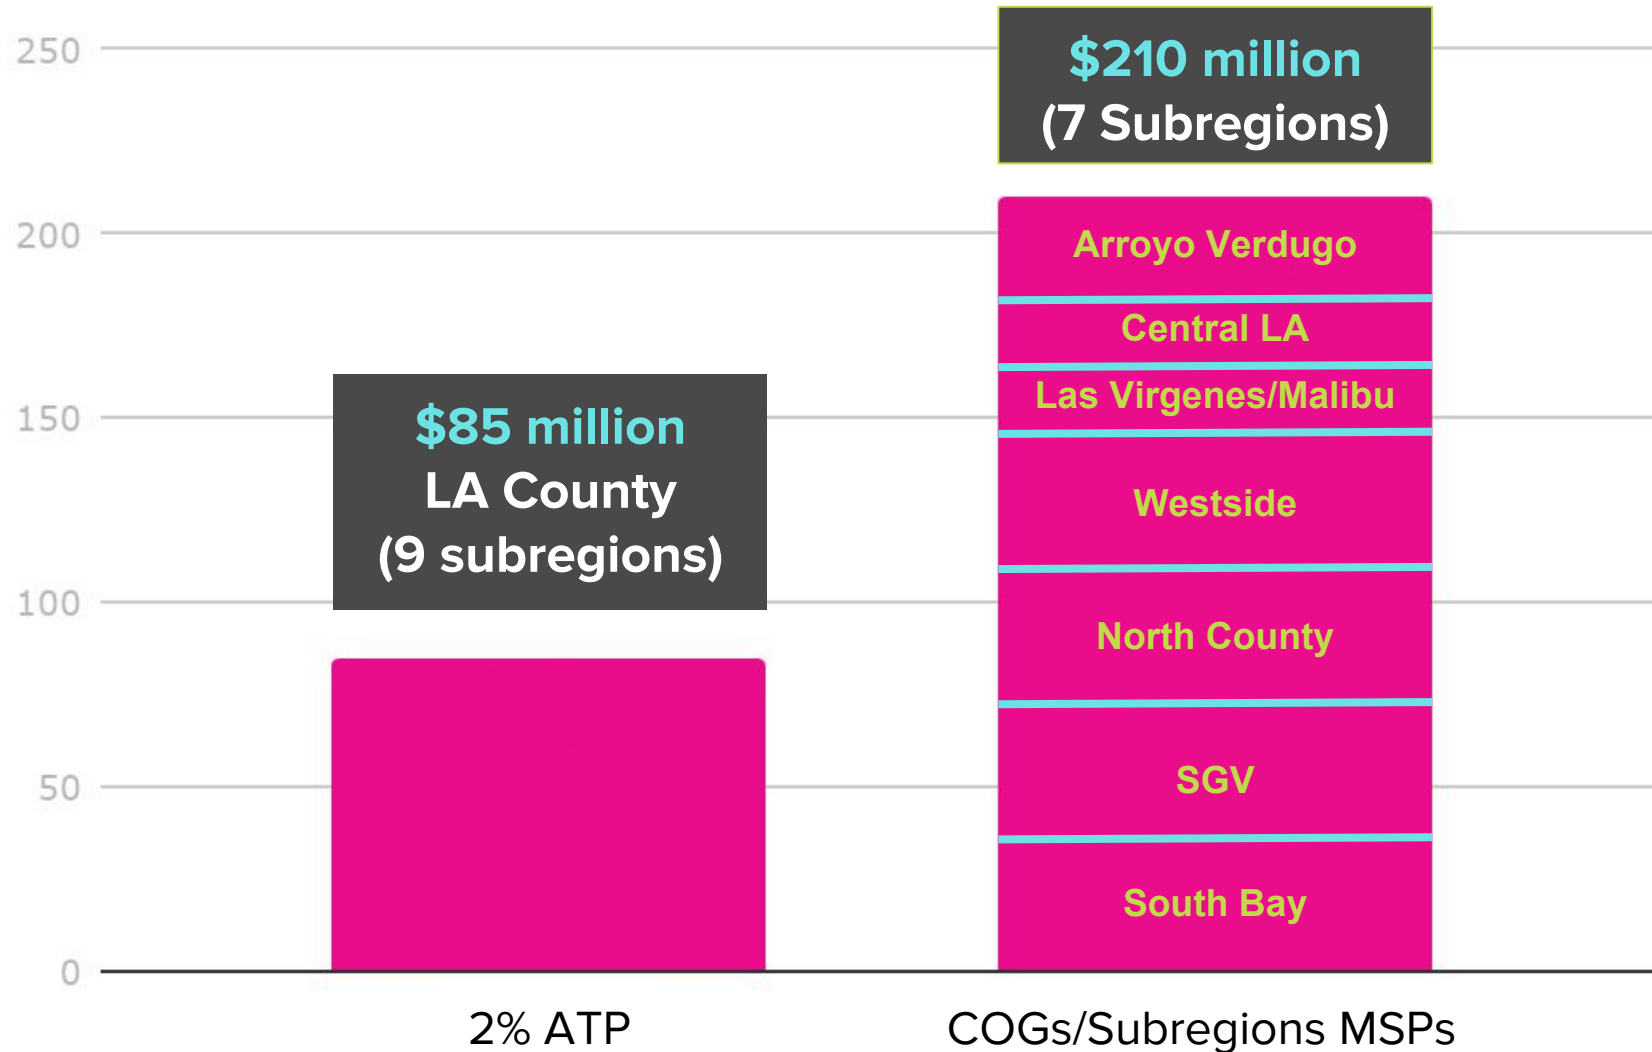 250
200
150
100
50
0
$85 million
LA County
(9 subregions)
$210 million
(7 Subregions)
Arroyo Verdugo
Central LA
Las Virgenes/Malibu
Westside
North County
SGV
South Bay
2% ATP
COGs/Subregions MSPs